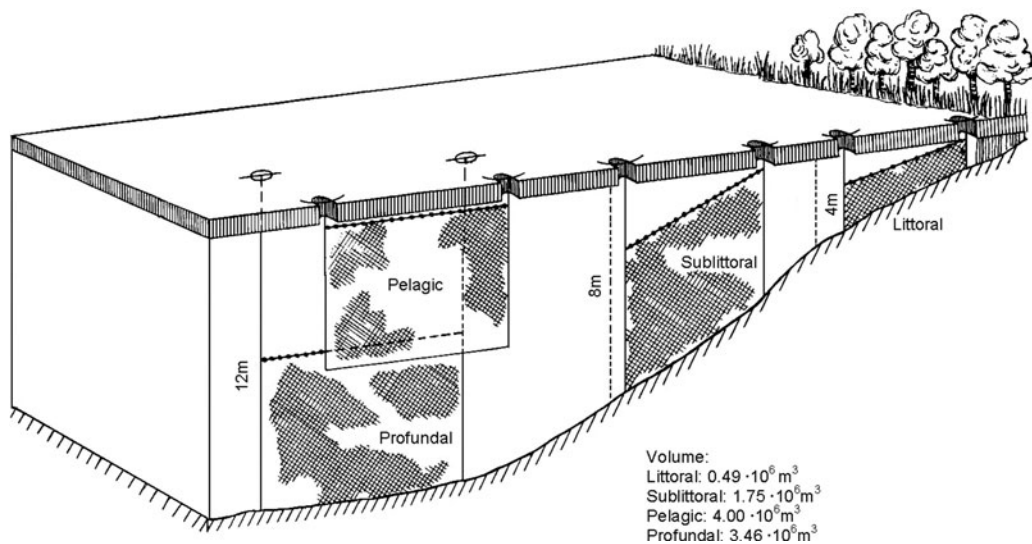 4m
Littoral
Sublittoral
8m
Pelagic
12m
Profundal
Volume:
Littoral: 0.49 ·10⁶ m³
Sublittoral: 1.75 ·10⁶m³
Pelagic: 4.00 ·10⁶m³
Profundal: 3.46 ·10⁶m³